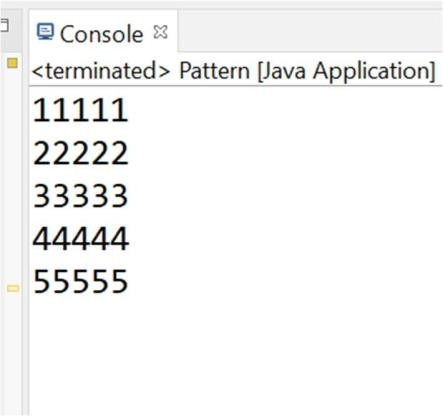 Console
<terminated> Pattern [Java Application]
11111
22222
33333
44444
55555